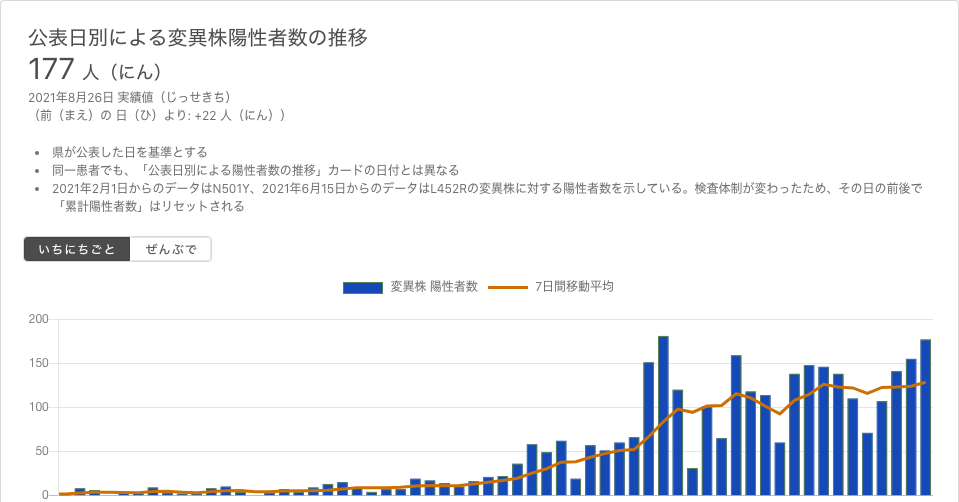 公表日別による変異株陽性者数の推移
177 人（にん）
2021年8月26日 実績値（じっせきち）
（前（まえ）の 日（ひ）より: +22 人（にん））
• 県が公表した日を基準とする
• 同一患者でも、「公表日別による陽性者数の推移」カードの日付とは異なる
• 2021年2月1日からのデータはN501Y、2021年6月15日からのデータはL452Rの変異株に対する陽性者数を示している。検査体制が変わったため、その日の前後で
「累計陽性者数」はリセットされる
いちにちごと ぜんぶで
変異株 陽性者数 7日間移動平均
200
150
100
50
0